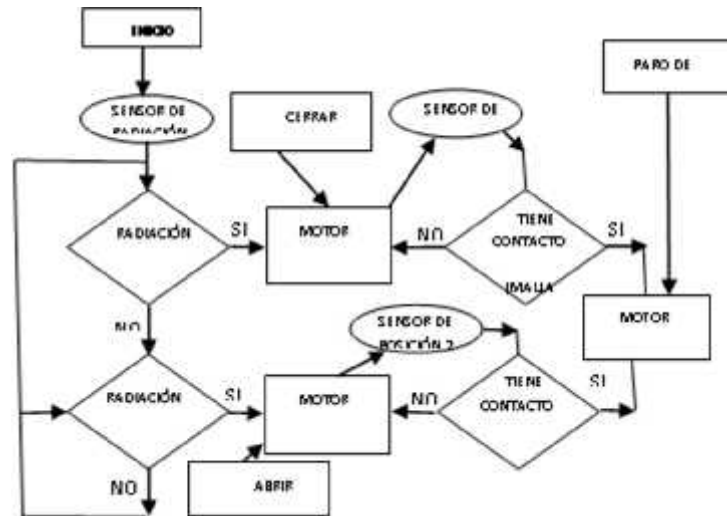 INICIO
PARO DE
SENSOR DE
RADIACIÓN
CERRAR
SENSOR DE
RADIACIÓN
SI
MOTOR
NO
TIENE
CONTACTO
SI
MOTOR
NO
SENSOR DE
POSICIÓN 2
RADIACIÓN
SI
MOTOR
NO
TIENE
CONTACTO
SI
NO
ABRIR